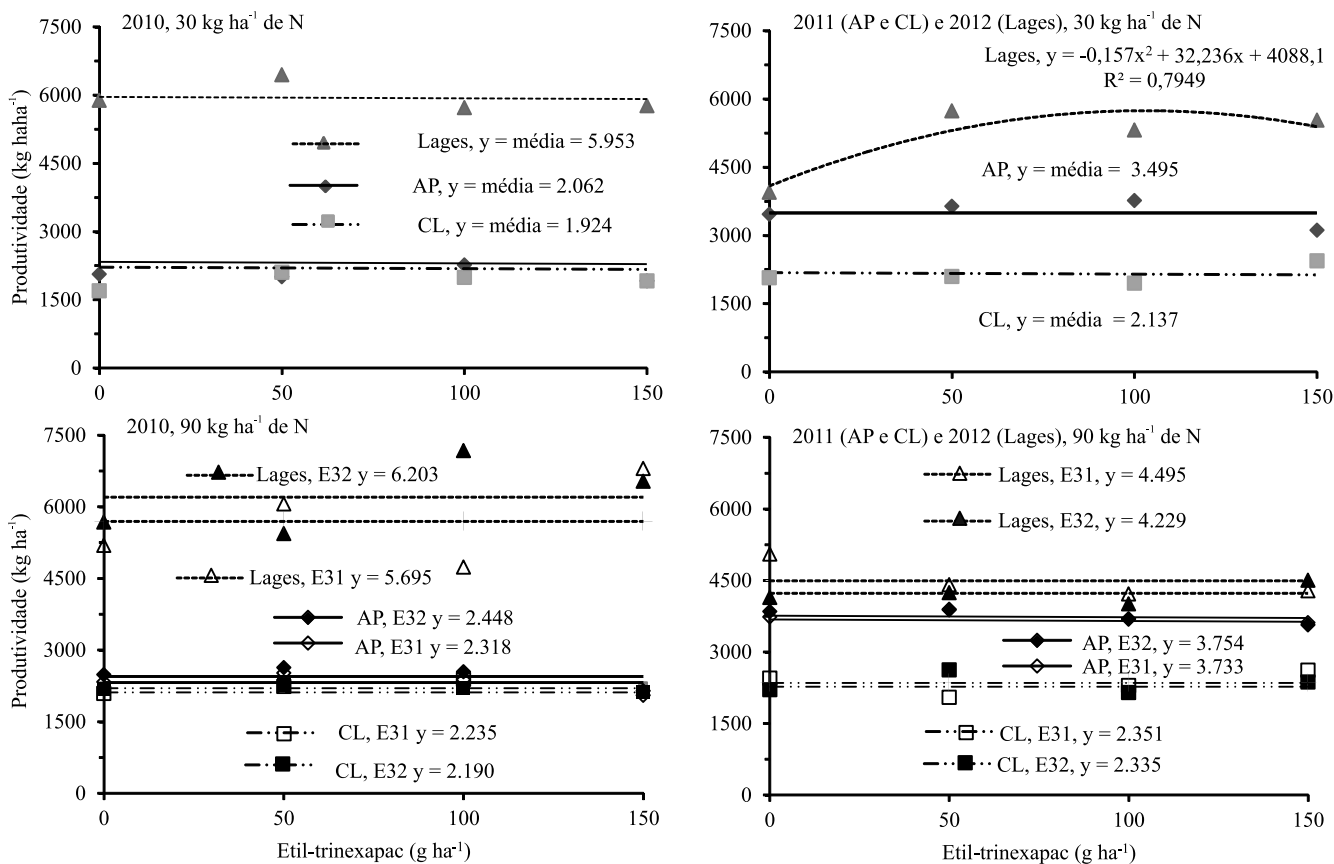 2010, 30 kg ha⁻¹ de N
Produtividade (kg haha⁻¹)
7500
6000
4500
3000
1500
0
Lages, y = média = 5.953
AP, y = média = 2.062
CL, y = média = 1.924
0 50 100 150
2011 (AP e CL) e 2012 (Lages), 30 kg ha⁻¹ de N
Lages, y = -0,157x² + 32,236x + 4088,1
R² = 0,7949
7500
6000
4500
3000
1500
0
AP, y = média = 3.495
CL, y = média = 2.137
0 50 100 150
2010, 90 kg ha⁻¹ de N
Produtividade (kg ha⁻¹)
7500
6000
4500
3000
1500
0
Lages, E32 y = 6.203
Lages, E31 y = 5.695
AP, E32 y = 2.448
AP, E31 y = 2.318
CL, E31 y = 2.235
CL, E32 y = 2.190
0 50 100 150
Etil-trinexapac (g ha⁻¹)
2011 (AP e CL) e 2012 (Lages), 90 kg ha⁻¹ de N
7500
6000
4500
3000
1500
0
Lages, E31, y = 4.495
Lages, E32, y = 4.229
AP, E32, y = 3.754
AP, E31, y = 3.733
CL, E31, y = 2.351
CL, E32, y = 2.335
0 50 100 150
Etil-trinexapac (g ha⁻¹)